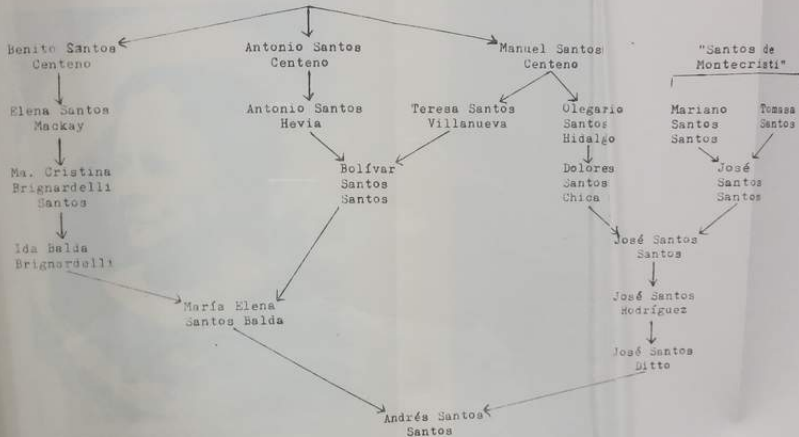 Benito Santos
Centeno
Antonio Santos
Centeno
Manuel Santos
Centeno
"Santos de
Montecristi"
Elena Santos
Mackay
Antonio Santos
Hevia
Teresa Santos
Villanueva
Olegario
Santos
Hidalgo
Mariano
Santos
Santos
Tomasa
Santos
Ma. Cristina
Brignardelli
Santos
Bolívar
Santos
Santos
Dolores
Santos
Chica
José
Santos
Santos
Ida Balda
Brignardelli
José Santos
Santos
María Elena
Santos Balda
José Santos
Rodríguez
José Santos
Ditto
Andrés Santos
Santos